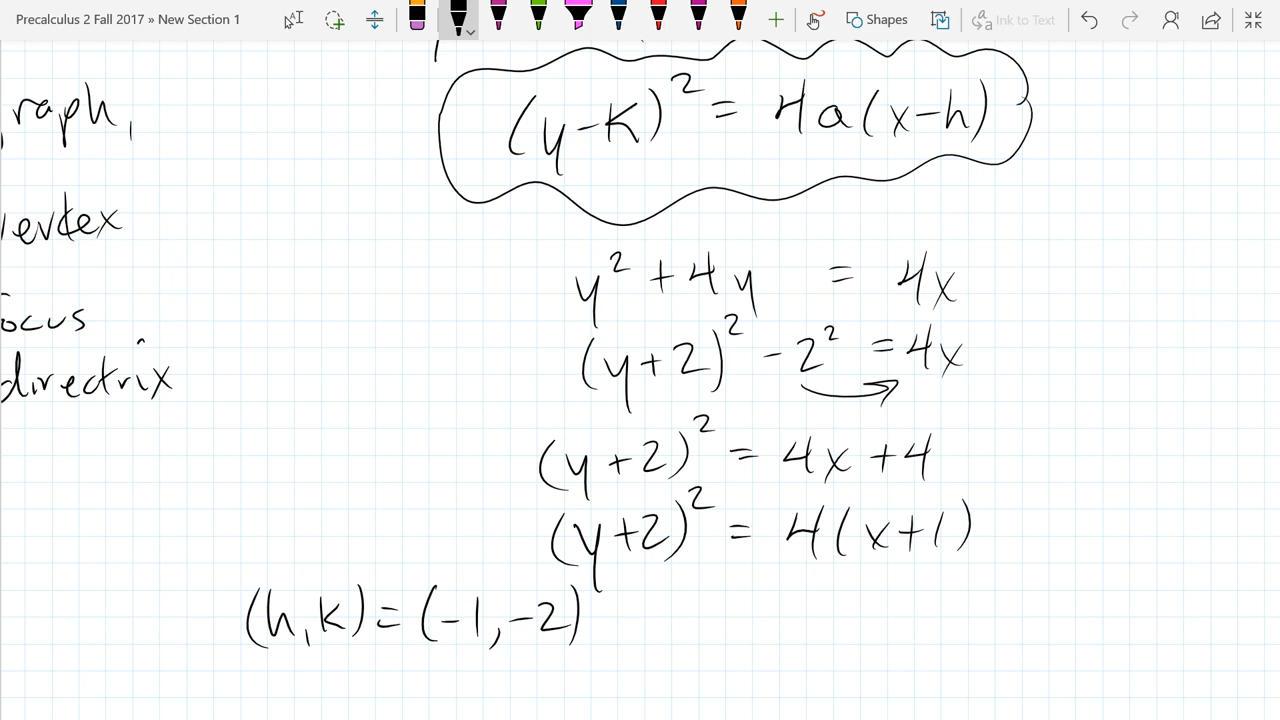 Precalculus 2 Fall 2017 » New Section 1
Shapes
Ink to Text
raph,
(y-k)² = 4a(x-h)
vertex
y² + 4y = 4x
ocus
(y+2)² - 2² = 4x
directrix
(y+2)² = 4x + 4
(y+2)² = 4(x+1)
(h,k) = (-1,-2)